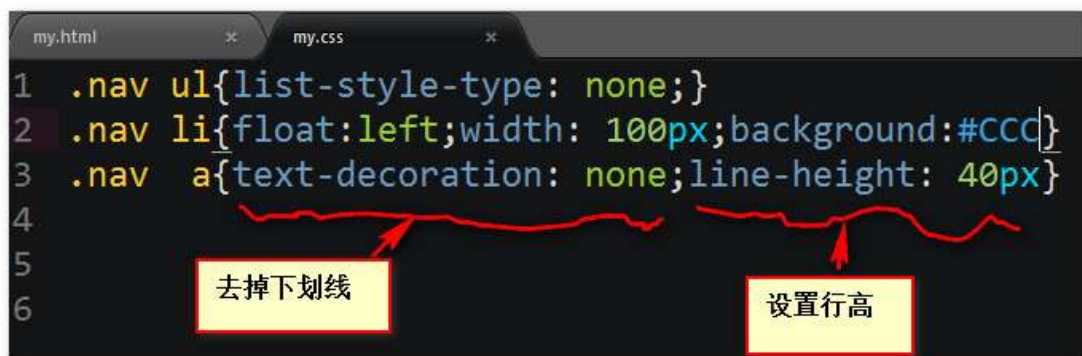 my.html × my.css ×
1 .nav ul{list-style-type: none;}
2 .nav li{float:left;width: 100px;background:#CCC}
3 .nav  a{text-decoration: none;line-height: 40px}
4
5
6
去掉下划线
设置行高